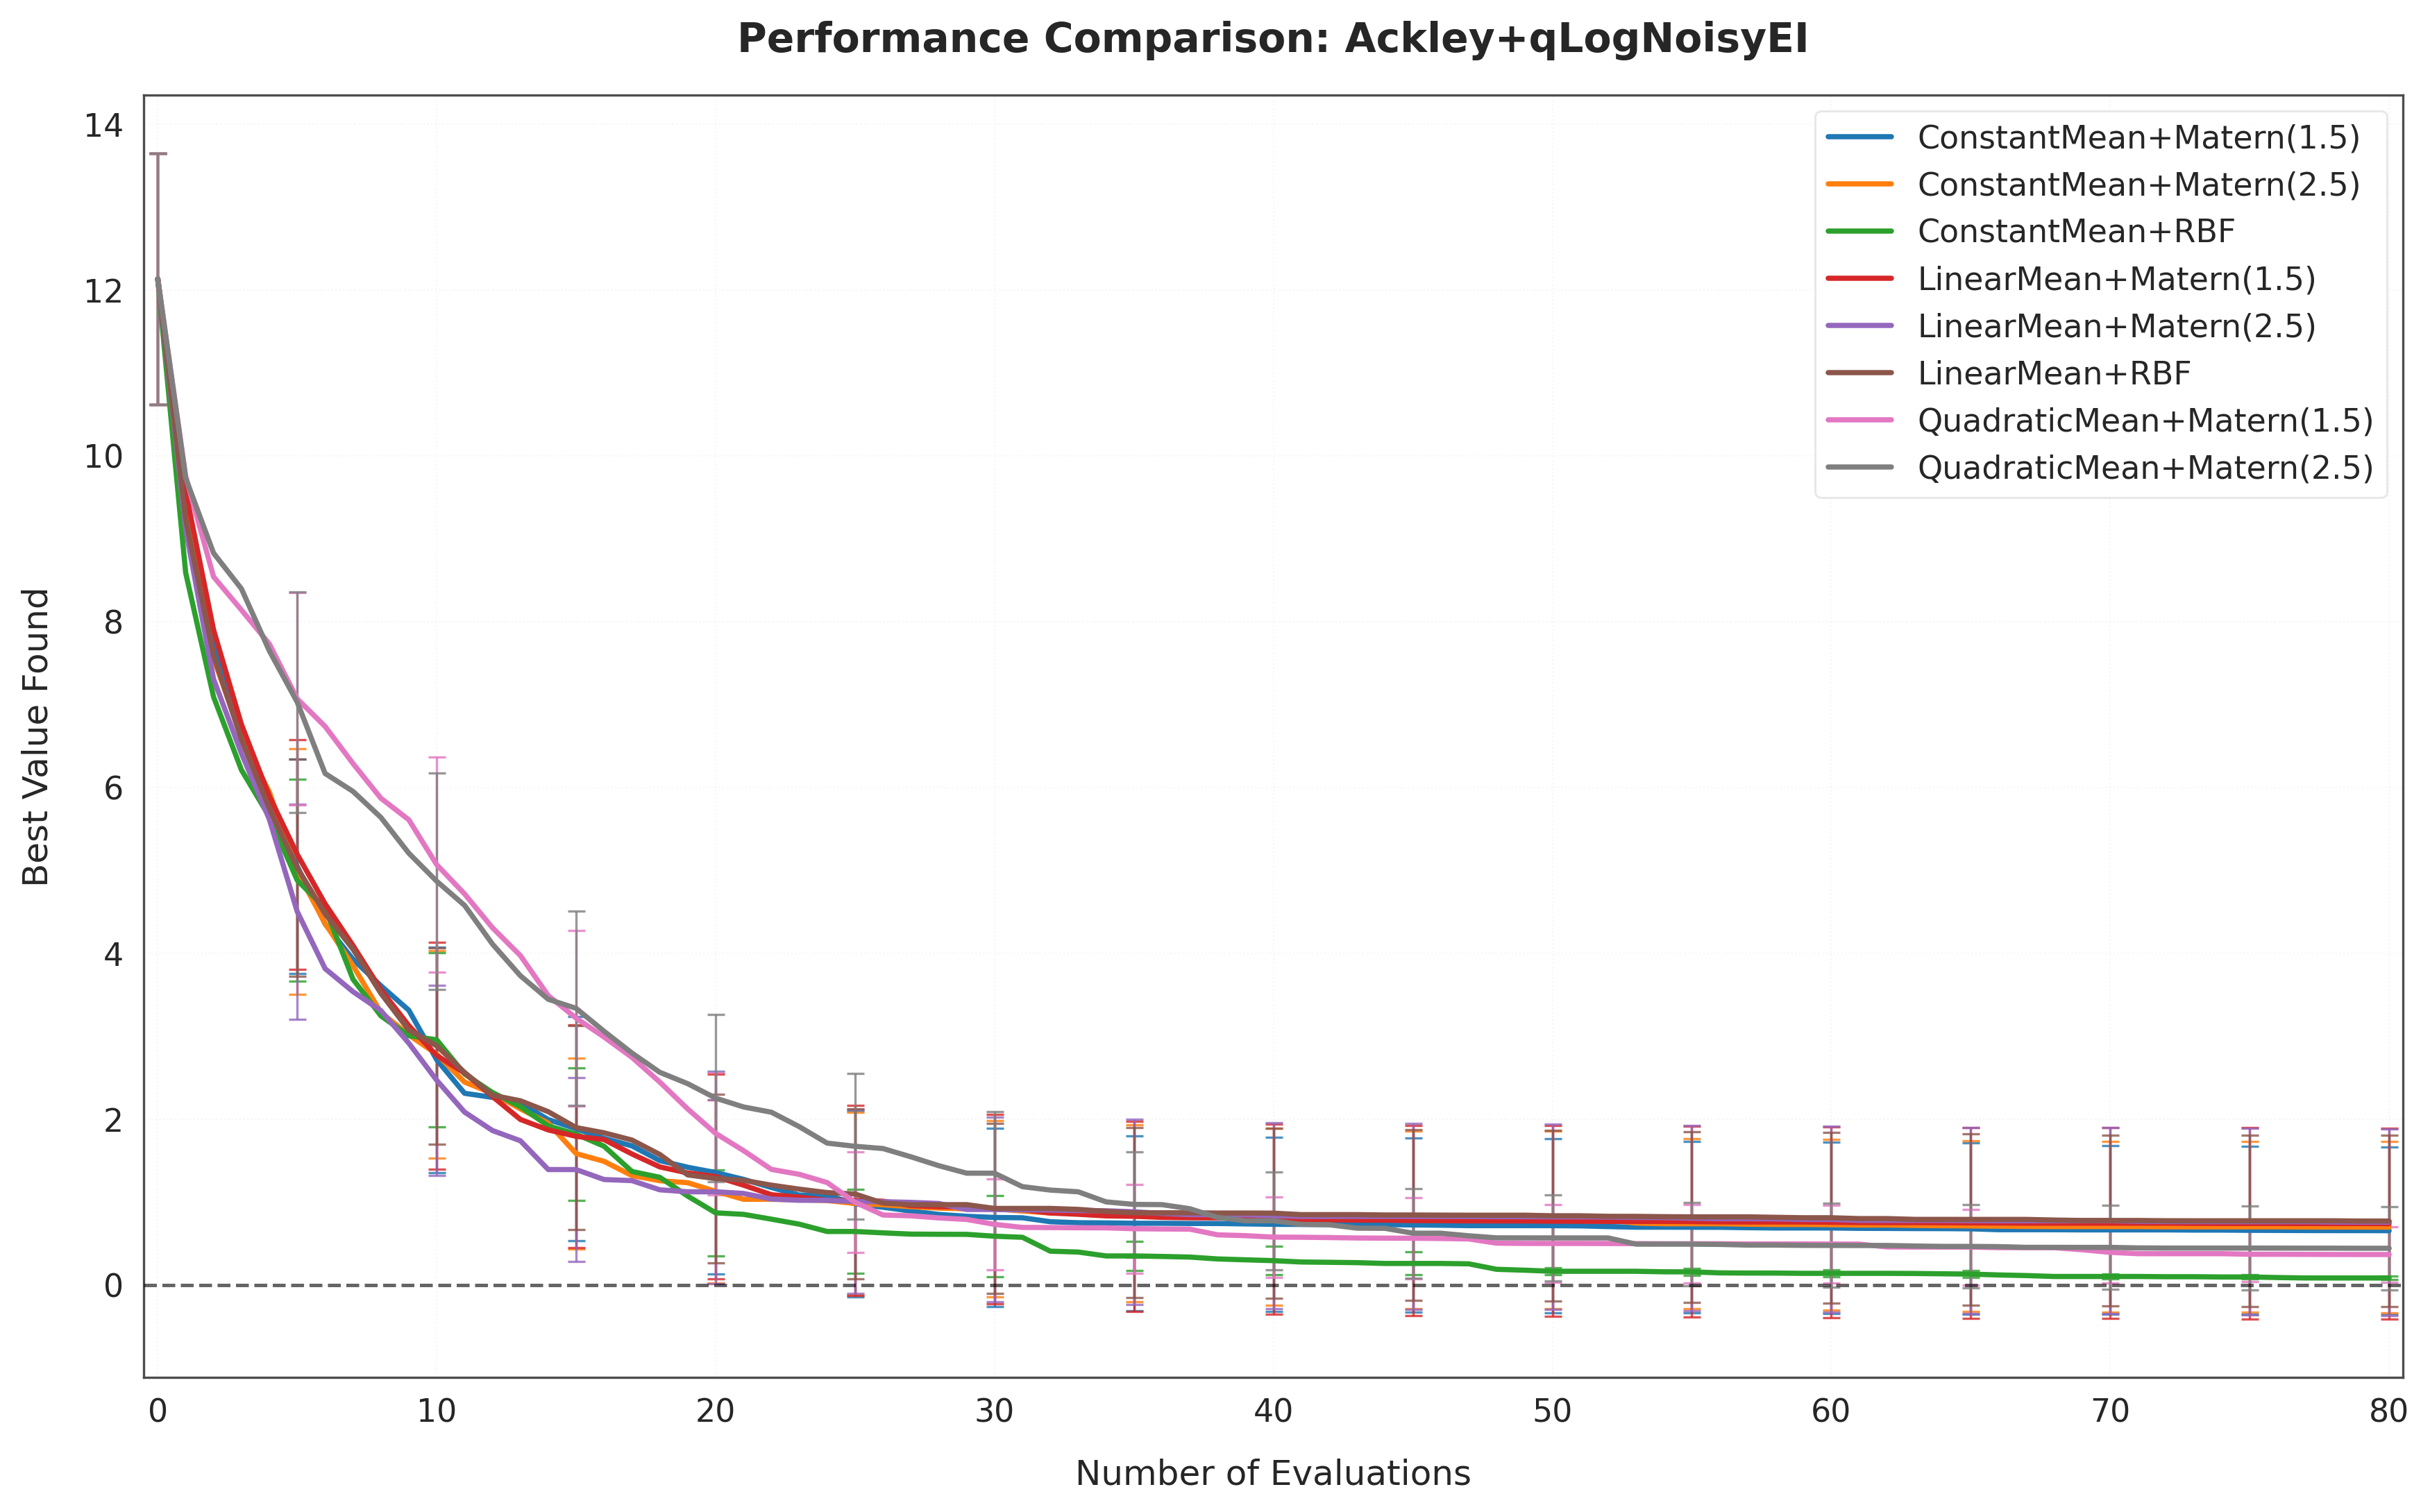 Performance Comparison: Ackley+qLogNoisyEI
14
12
10
8
6
4
2
0
Best Value Found
ConstantMean+Matern(1.5)
ConstantMean+Matern(2.5)
ConstantMean+RBF
LinearMean+Matern(1.5)
LinearMean+Matern(2.5)
LinearMean+RBF
QuadraticMean+Matern(1.5)
QuadraticMean+Matern(2.5)
0 10 20 30 40 50 60 70 80
Number of Evaluations